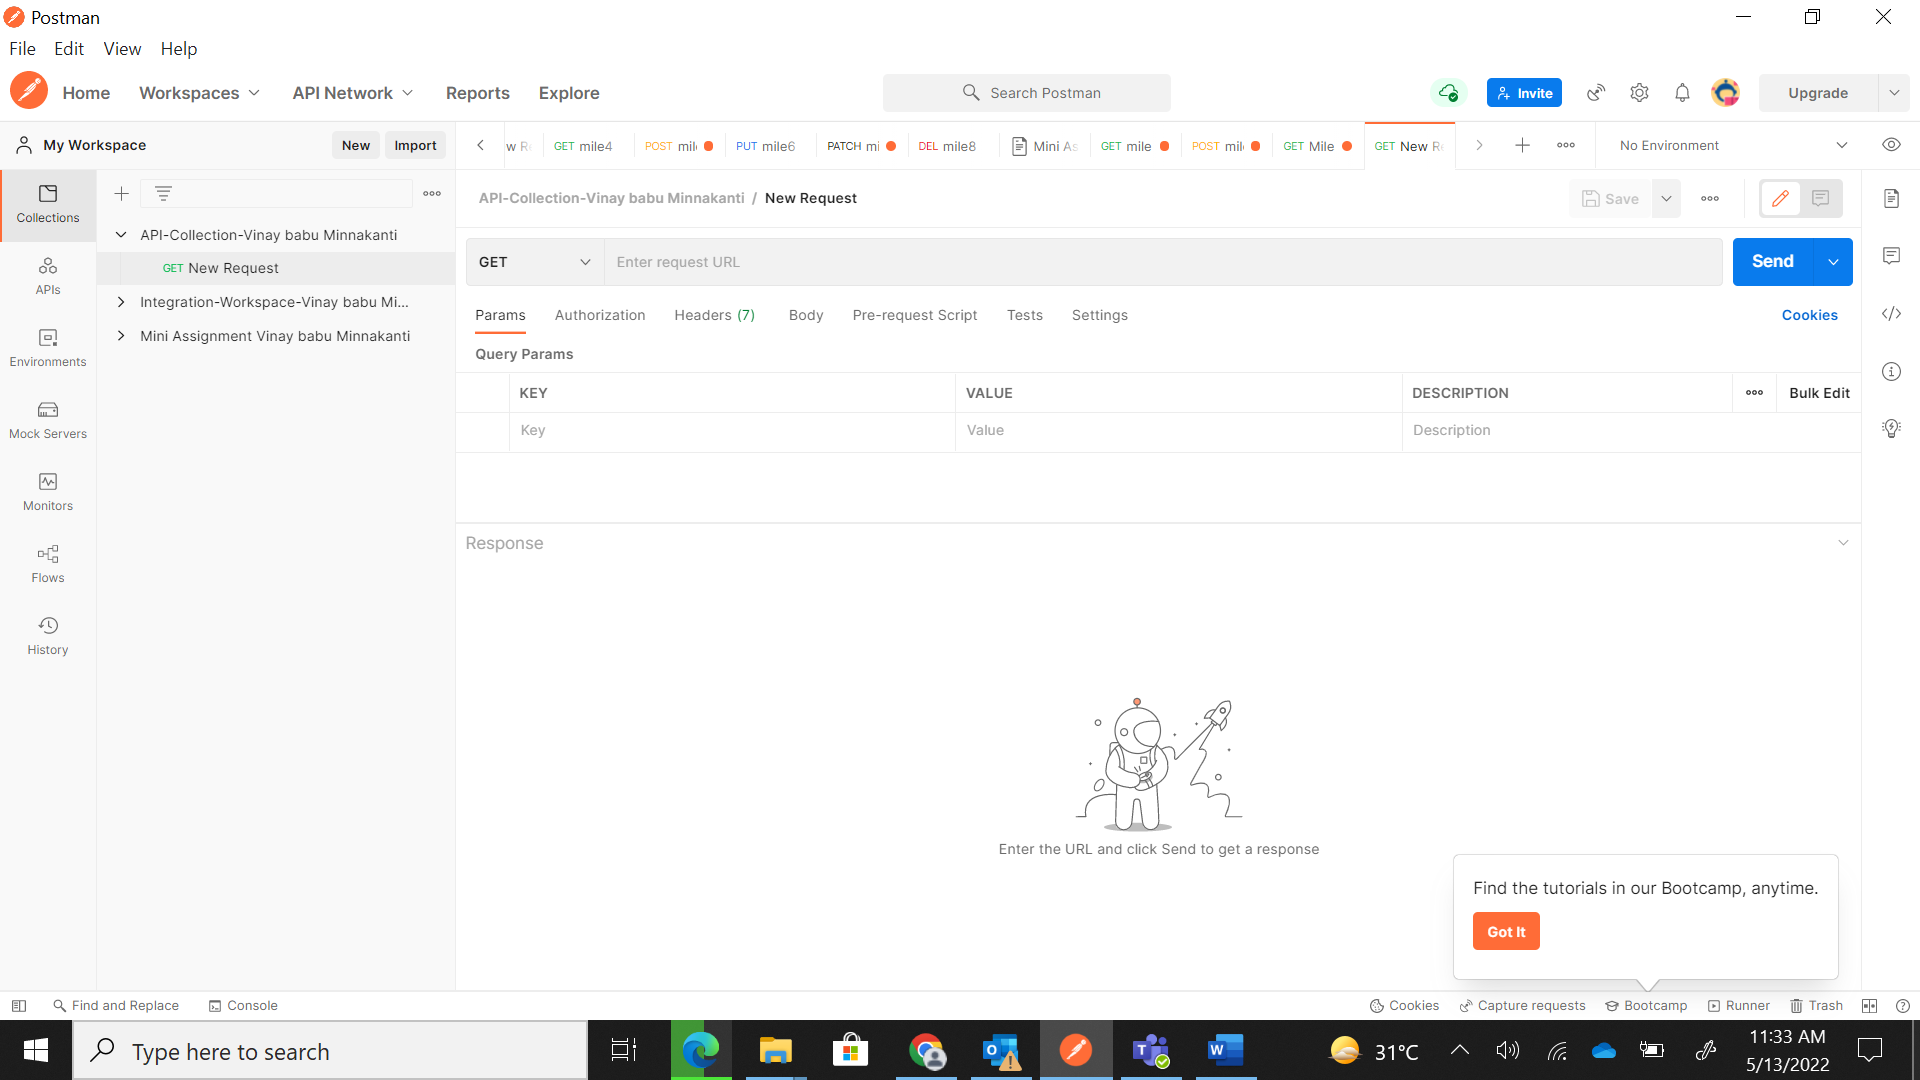 Postman
File Edit View Help
Home Workspaces API Network Reports Explore Search Postman Invite Upgrade
My Workspace New Import
GET mile4 POST mil PUT mile6 PATCH mi DEL mile8 Mini As GET mile POST mil GET Mile GET New Re No Environment
Collections
APIs
Environments
Mock Servers
Monitors
Flows
History
API-Collection-Vinay babu Minnakanti
GET New Request
Integration-Workspace-Vinay babu Mi...
Mini Assignment Vinay babu Minnakanti
API-Collection-Vinay babu Minnakanti / New Request Save
GET Enter request URL Send
Params Authorization Headers (7) Body Pre-request Script Tests Settings Cookies
Query Params
KEY VALUE DESCRIPTION Bulk Edit
Key Value Description
Response
Enter the URL and click Send to get a response
Find the tutorials in our Bootcamp, anytime.
Got It
Find and Replace Console Cookies Capture requests Bootcamp Runner Trash
Type here to search 31°C 11:33 AM
5/13/2022